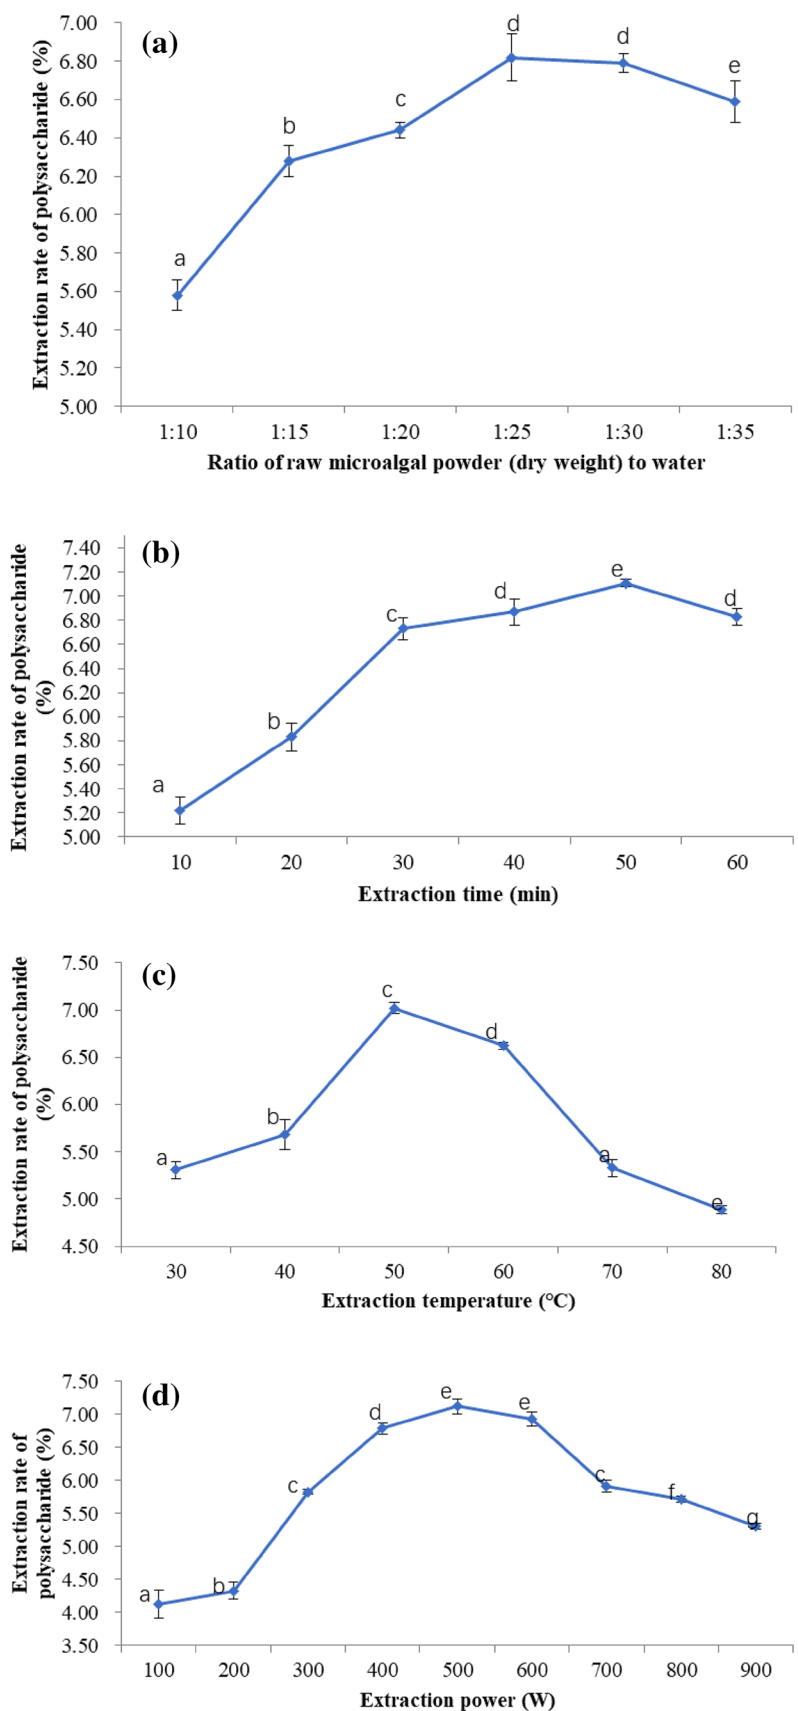 (a)
Extraction rate of polysaccharide (%)
7.00
6.80
6.60
6.40
6.20
6.00
5.80
5.60
5.40
5.20
5.00
a
b
c
d
d
e
1:10 1:15 1:20 1:25 1:30 1:35
Ratio of raw microalgal powder (dry weight) to water
(b)
Extraction rate of polysaccharide
(%)
7.40
7.20
7.00
6.80
6.60
6.40
6.20
6.00
5.80
5.60
5.40
5.20
5.00
a
b
c
d
e
d
10 20 30 40 50 60
Extraction time (min)
(c)
Extraction rate of polysaccharide
(%)
7.50
7.00
6.50
6.00
5.50
5.00
4.50
a
b
c
d
a
e
30 40 50 60 70 80
Extraction temperature (℃)
(d)
Extraction rate of
polysaccharide (%)
7.50
7.00
6.50
6.00
5.50
5.00
4.50
4.00
3.50
a
b
c
d
e
e
c
f
g
100 200 300 400 500 600 700 800 900
Extraction power (W)